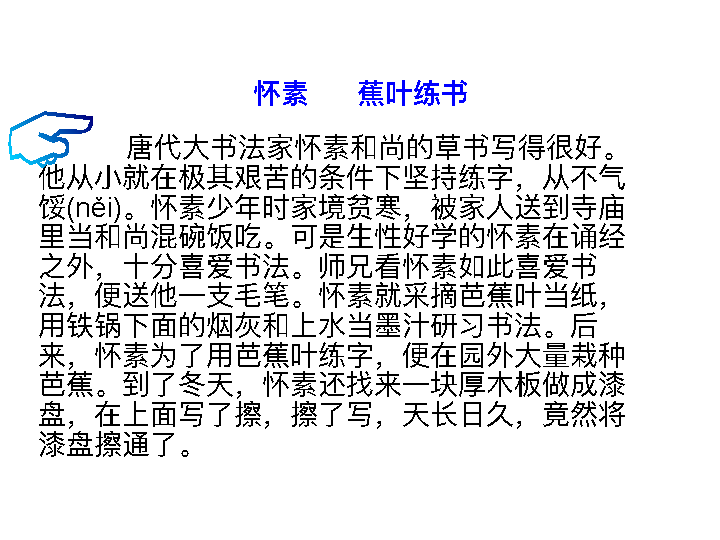 怀素 蕉叶练书
唐代大书法家怀素和尚的草书写得很好。
他从小就在极其艰苦的条件下坚持练字，从不气
馁(něi)。怀素少年时家境贫寒，被家人送到寺庙
里当和尚混碗饭吃。可是生性好学的怀素在诵经
之外，十分喜爱书法。师兄看怀素如此喜爱书
法，便送他一支毛笔。怀素就采摘芭蕉叶当纸，
用铁锅下面的烟灰和上水当墨汁研习书法。后
来，怀素为了用芭蕉叶练字，便在园外大量栽种
芭蕉。到了冬天，怀素还找来一块厚木板做成漆
盘，在上面写了擦，擦了写，天长日久，竟然将
漆盘擦通了。